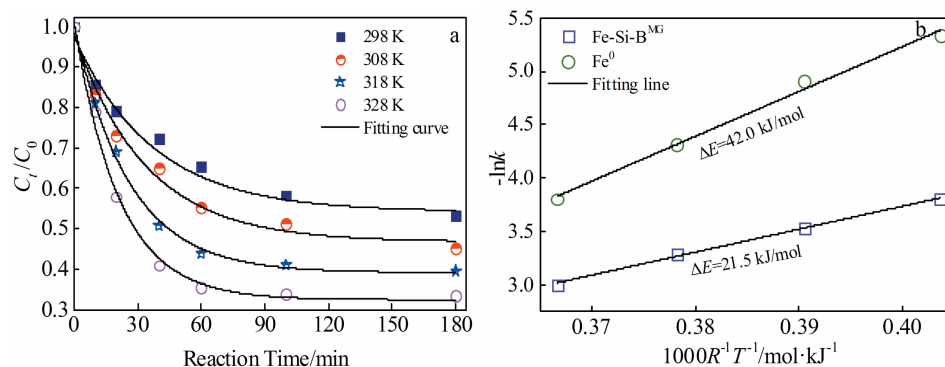 a
1.0
0.9
0.8
0.7
0.6
0.5
0.4
0.3
C_t/C_0
298 K
308 K
318 K
328 K
Fitting curve
0 30 60 90 120 150 180
Reaction Time/min
b
5.5
5.0
4.5
4.0
3.5
3.0
-lnk
Fe-Si-B^MG
Fe^0
Fitting line
ΔE=42.0 kJ/mol
ΔE=21.5 kJ/mol
0.37 0.38 0.39 0.40
1000R^-1T^-1/mol·kJ^-1